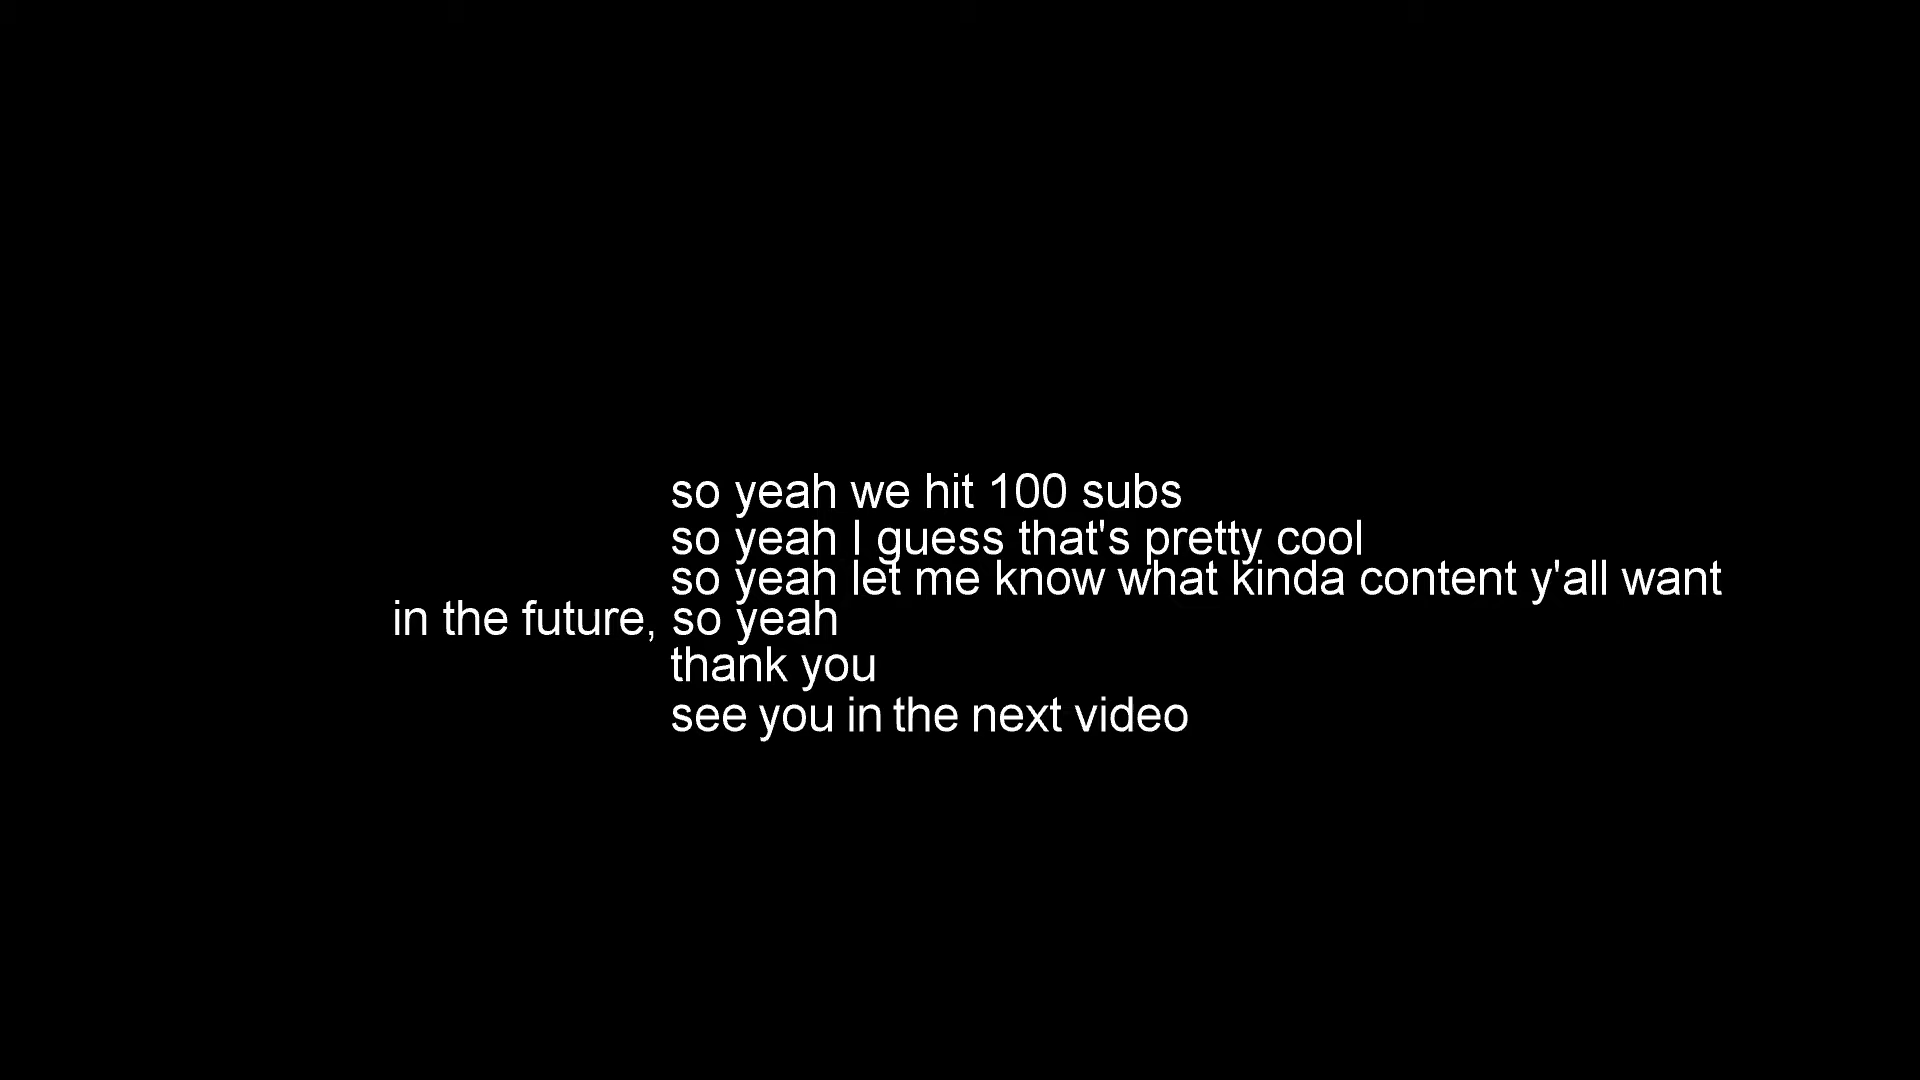 so yeah we hit 100 subs
so yeah I guess that's pretty cool
so yeah let me know what kinda content y'all want
in the future, so yeah
thank you
see you in the next video